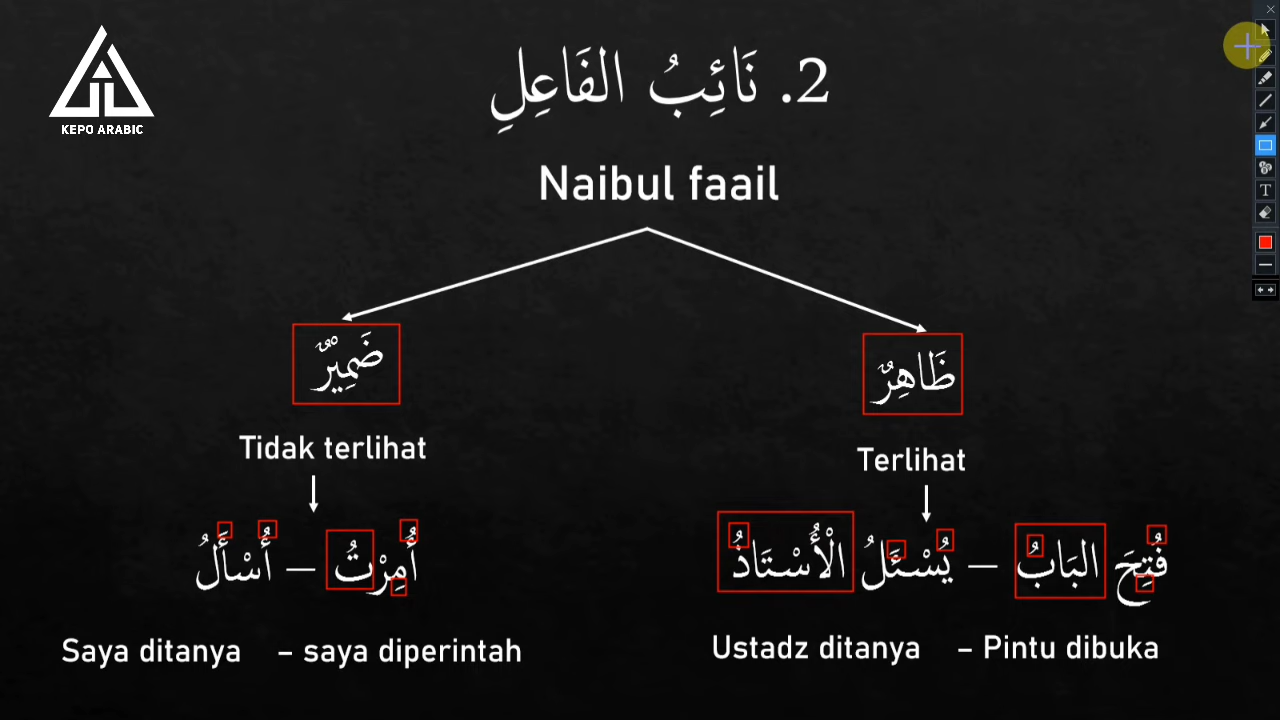 KEPO ARABIC
2. نَائِبُ الفَاعِلِ
Naibul faail
ضَمِيْرٌ
ظَاهِرٌ
Tidak terlihat
Terlihat
أُمِرْتُ – أُسْأَلُ
فُتِحَ البَابُ – يُسْئَلُ الْأُسْتَاذُ
Saya ditanya – saya diperintah
Ustadz ditanya – Pintu dibuka